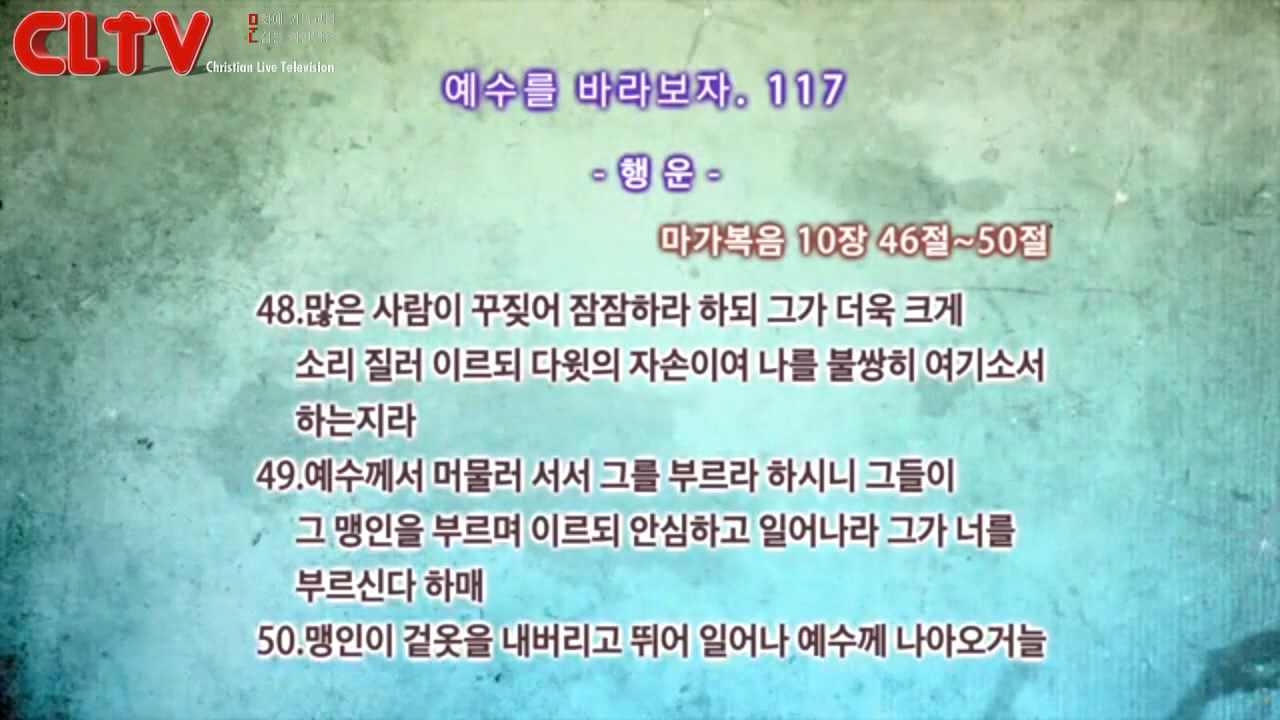 CLTV
Christian Live Television
예수를 바라보자. 117
- 행 운 -
마가복음 10장 46절~50절
48.많은 사람이 꾸짖어 잠잠하라 하되 그가 더욱 크게
소리 질러 이르되 다윗의 자손이여 나를 불쌍히 여기소서
하는지라
49.예수께서 머물러 서서 그를 부르라 하시니 그들이
그 맹인을 부르며 이르되 안심하고 일어나라 그가 너를
부르신다 하매
50.맹인이 겉옷을 내버리고 뛰어 일어나 예수께 나아오거늘